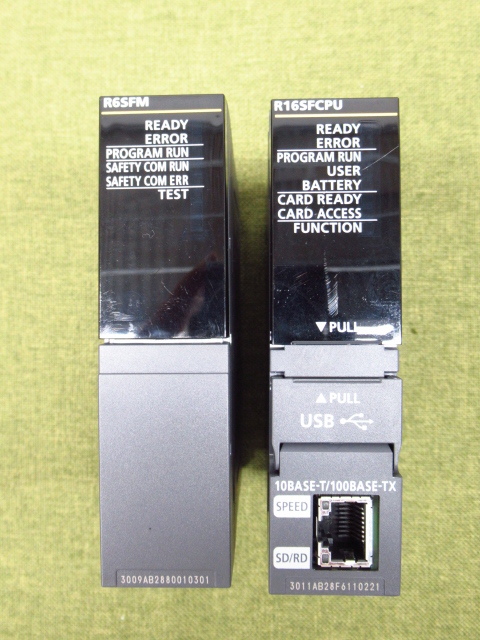 R6SFM
READY
ERROR
PROGRAM RUN
SAFETY COM RUN
SAFETY COM ERR
TEST
3009AB2880010301
R16SFCPU
READY
ERROR
PROGRAM RUN
USER
BATTERY
CARD READY
CARD ACCESS
FUNCTION
▼PULL
▲PULL
USB
10BASE-T/100BASE-TX
SPEED
SD/RD
3011AB28F6110221